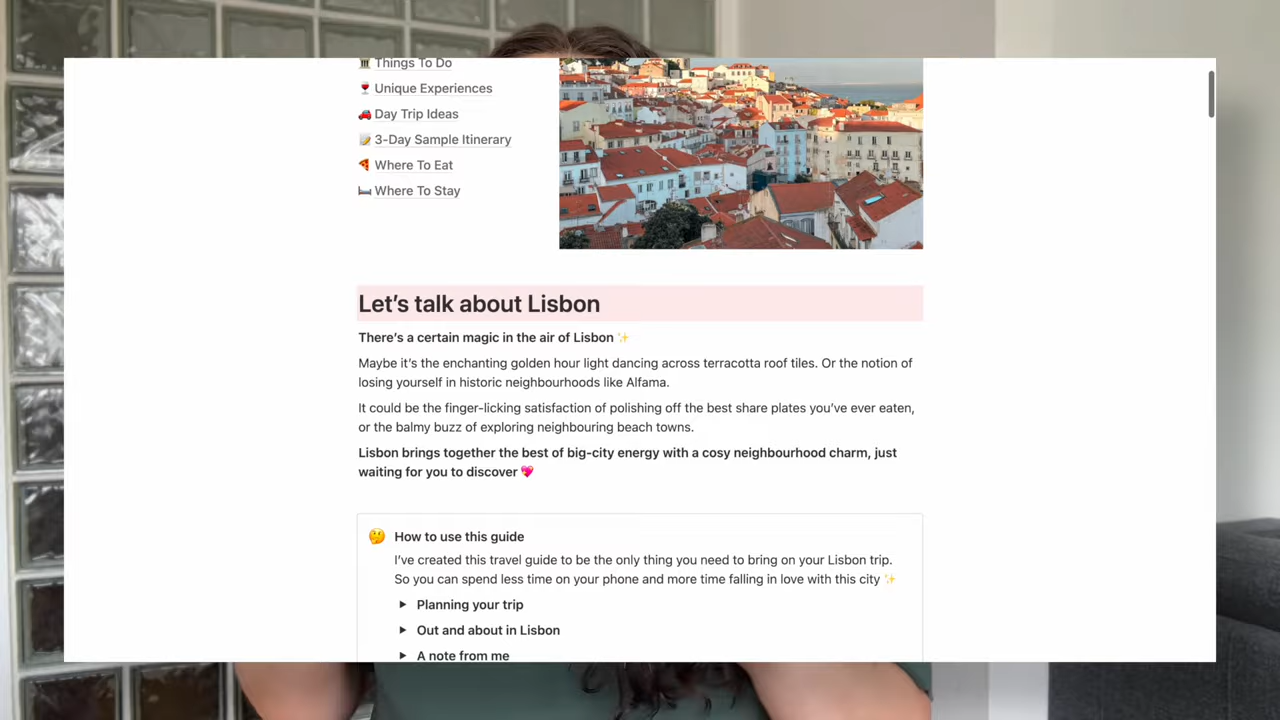 Things To Do
Unique Experiences
Day Trip Ideas
3-Day Sample Itinerary
Where To Eat
Where To Stay
Let’s talk about Lisbon
There’s a certain magic in the air of Lisbon ✨
Maybe it’s the enchanting golden hour light dancing across terracotta roof tiles. Or the notion of
losing yourself in historic neighbourhoods like Alfama.
It could be the finger-licking satisfaction of polishing off the best share plates you’ve ever eaten,
or the balmy buzz of exploring neighbouring beach towns.
Lisbon brings together the best of big-city energy with a cosy neighbourhood charm, just
waiting for you to discover 💖
How to use this guide
I’ve created this travel guide to be the only thing you need to bring on your Lisbon trip.
So you can spend less time on your phone and more time falling in love with this city ✨
Planning your trip
Out and about in Lisbon
A note from me